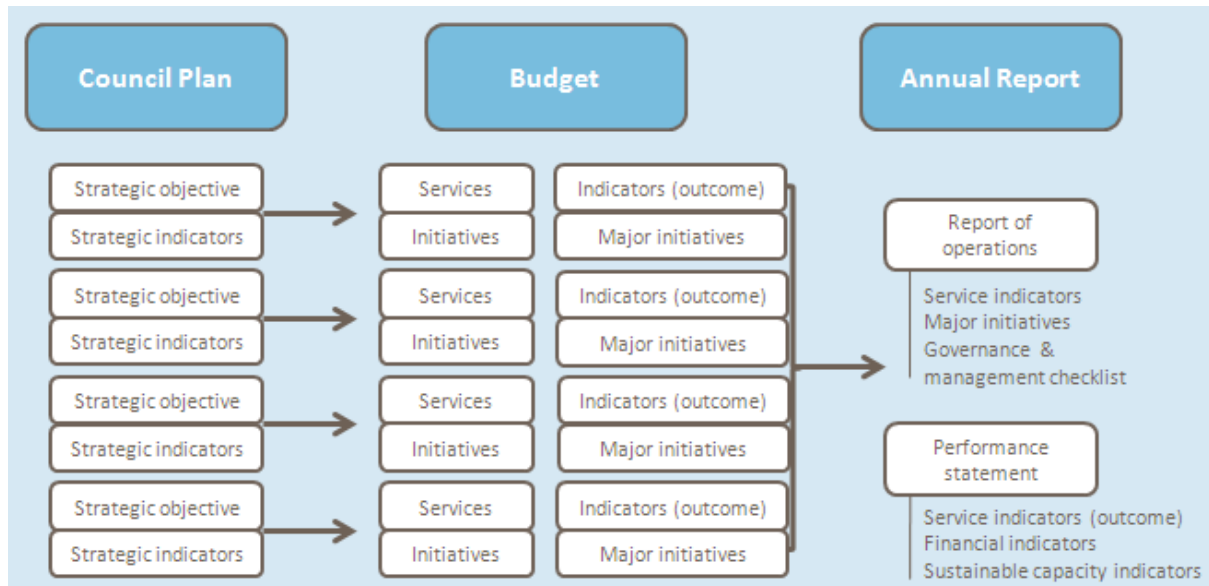 Council Plan
Budget
Annual Report
Strategic objective
Strategic indicators
Strategic objective
Strategic indicators
Strategic objective
Strategic indicators
Strategic objective
Strategic indicators
Services
Initiatives
Services
Initiatives
Services
Initiatives
Services
Initiatives
Indicators (outcome)
Major initiatives
Indicators (outcome)
Major initiatives
Indicators (outcome)
Major initiatives
Indicators (outcome)
Major initiatives
Report of
operations
Service indicators
Major initiatives
Governance &
management checklist
Performance
statement
Service indicators (outcome)
Financial indicators
Sustainable capacity indicators